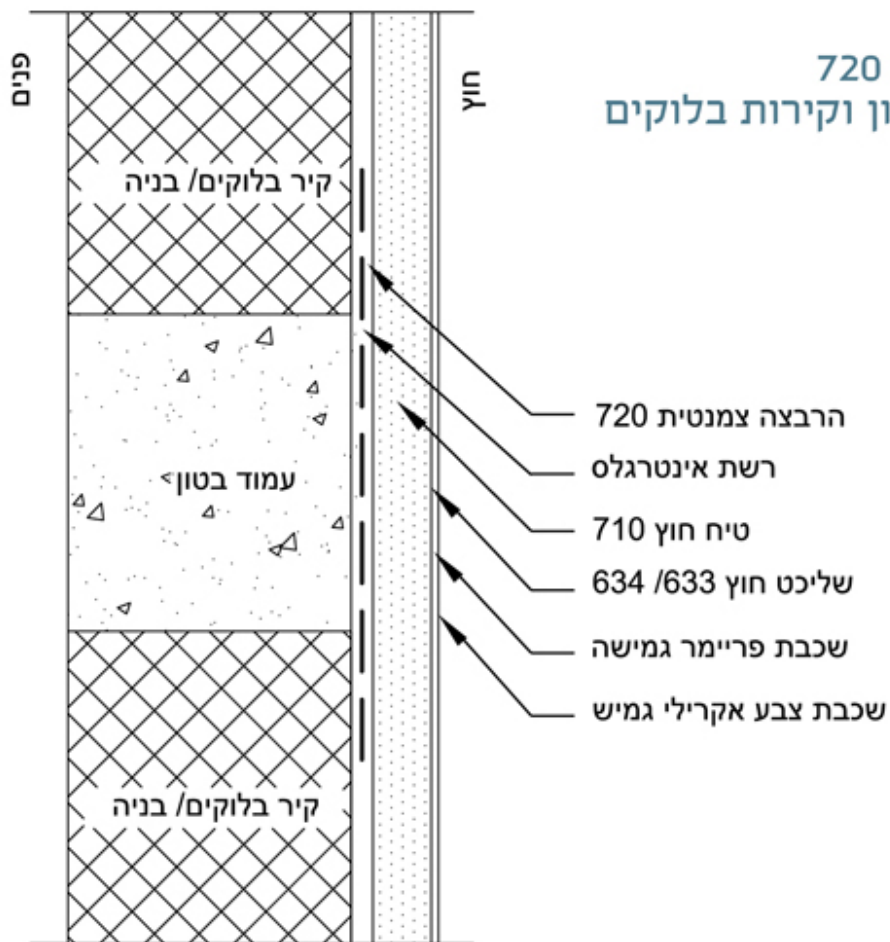 720
וקירות בלוקים
פנים
חוץ
קיר בלוקים/ בניה
עמוד בטון
קיר בלוקים/ בניה
הרבצה צמנטית 720
רשת אינטרגלס
טיח חוץ 710
שליכט חוץ 633/ 634
שכבת פריימר גמישה
שכבת צבע אקרילי גמיש